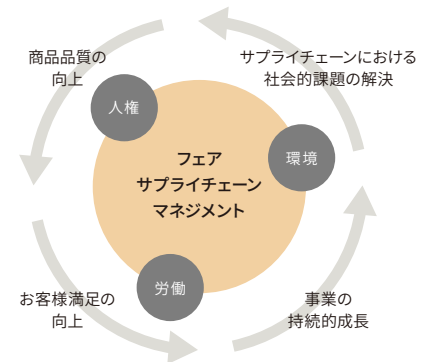 商品品質の
向上
サプライチェーンにおける
社会的課題の解決
人権
環境
フェア
サプライチェーン
マネジメント
労働
お客様満足の
向上
事業の
持続的成長